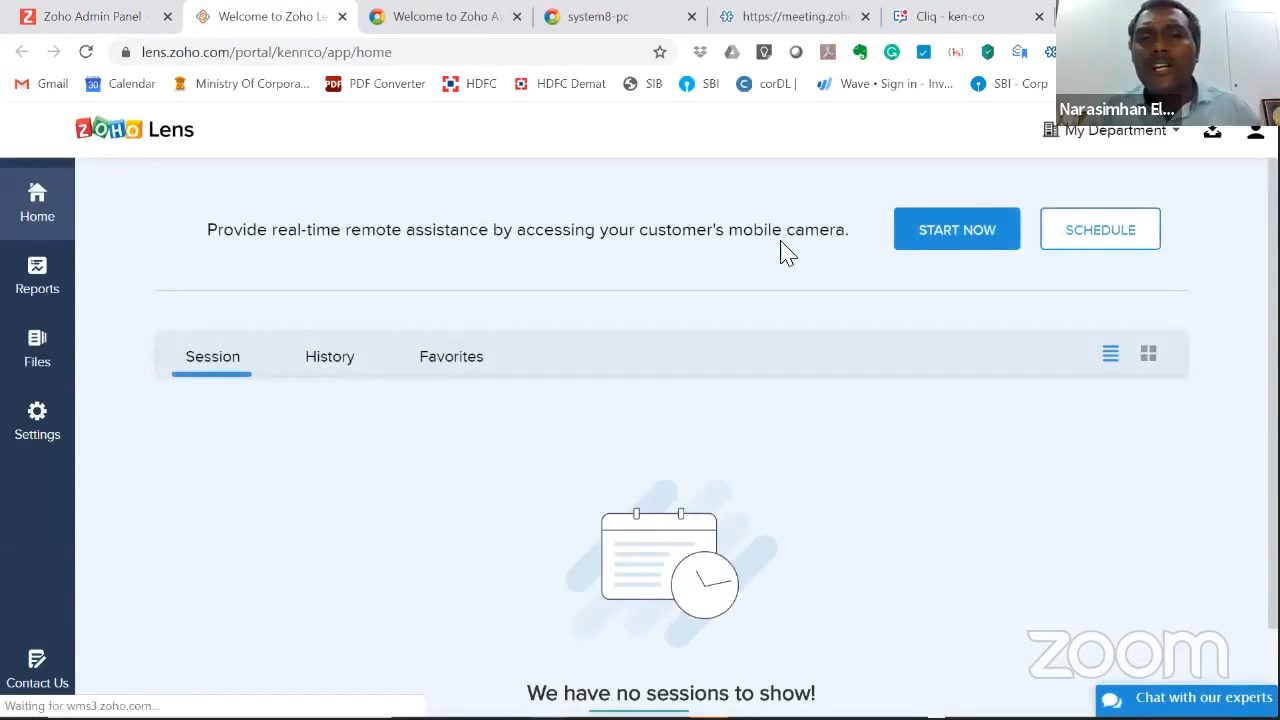 Zoho Admin Panel
Welcome to Zoho Le
Welcome to Zoho A
system8-pc
https://meeting.zoho.
Cliq - ken-co
lens.zoho.com/portal/kennco/app/home
Gmail
Calendar
Ministry Of Corpora...
PDF Converter
HDFC
HDFC Demat
SIB
SBI
corDL |
Wave • Sign in - Inv...
SBI - Corp
Narasimhan El...
ZOHO Lens
My Department
Home
Reports
Files
Settings
Contact Us
Provide real-time remote assistance by accessing your customer's mobile camera.
START NOW
SCHEDULE
Session
History
Favorites
We have no sessions to show!
zoom
Chat with our experts
Waiting for wms3.zoho.com...